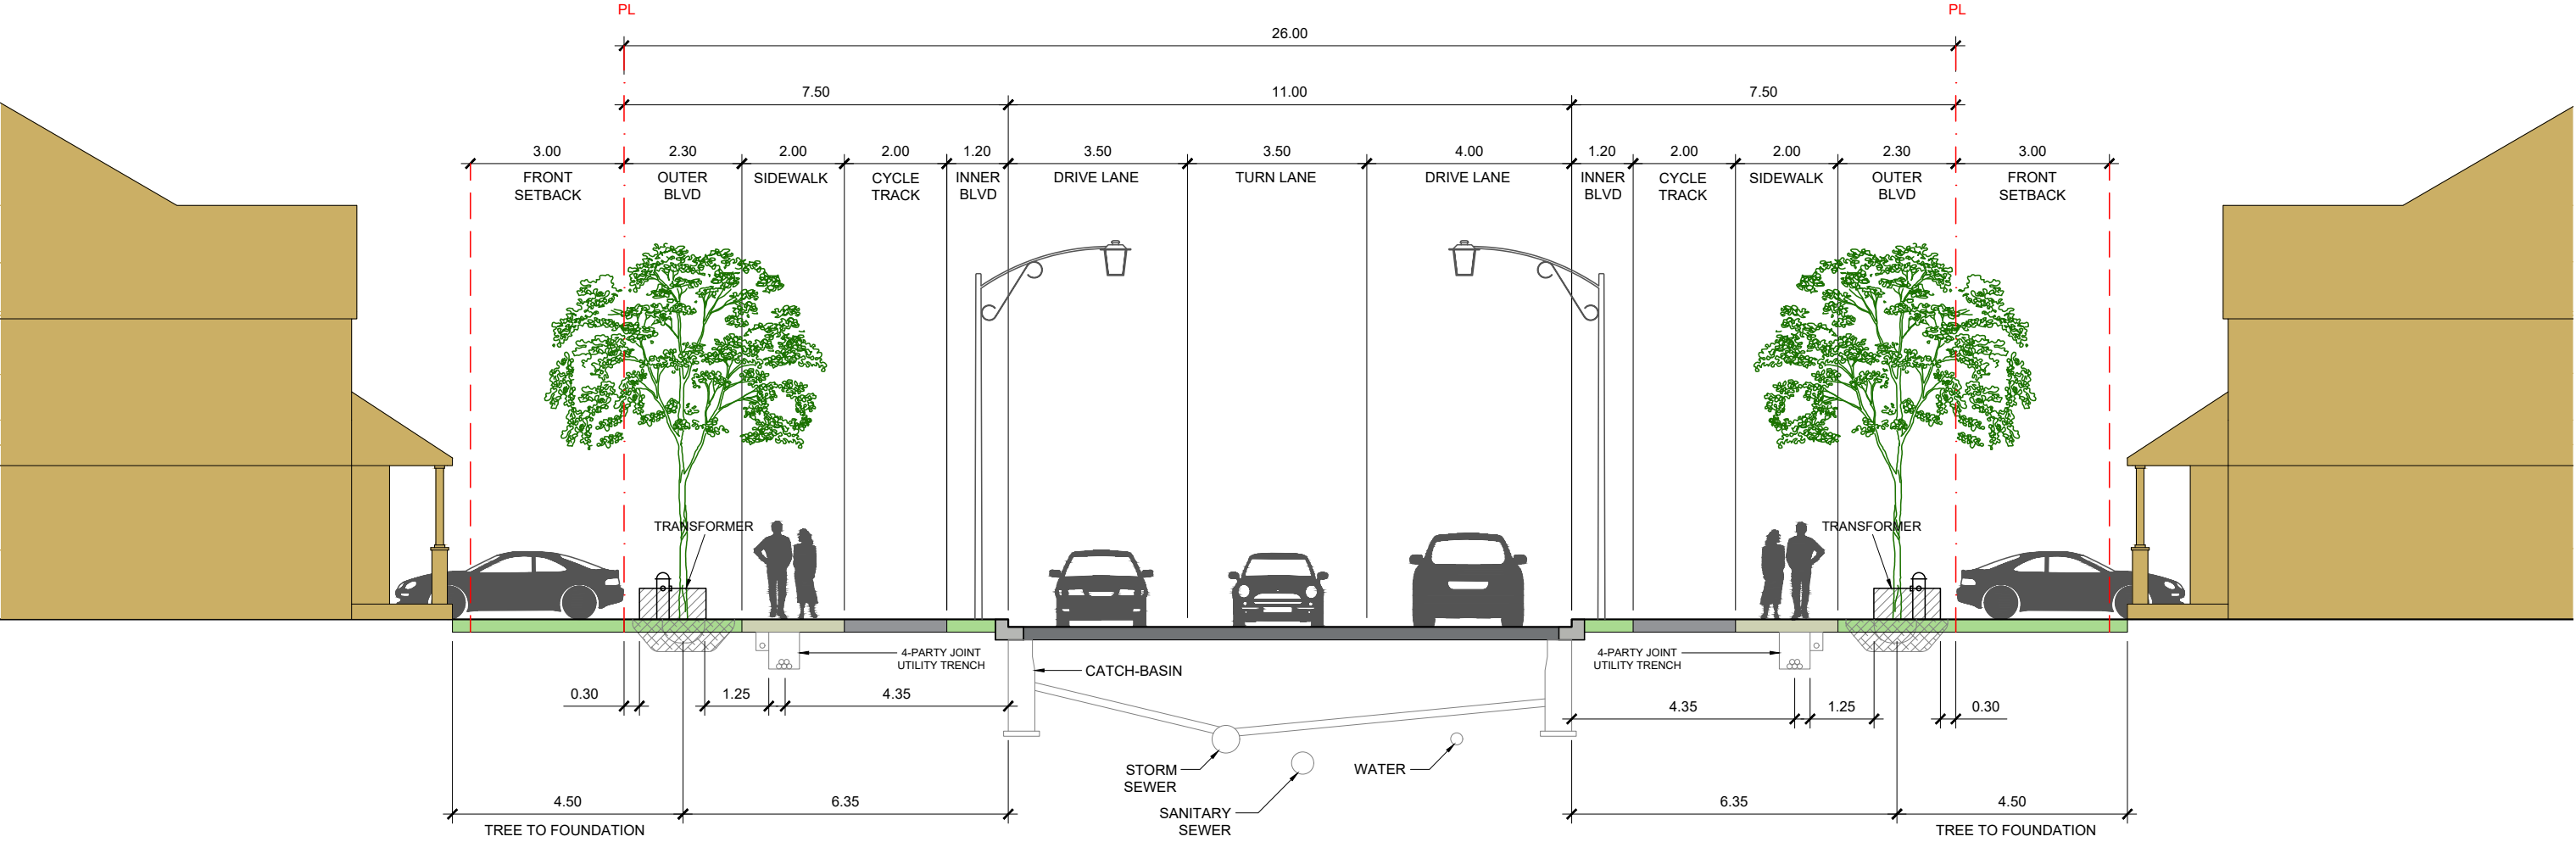 PL
PL
26.00
7.50
11.00
7.50
3.00
2.30
2.00
2.00
1.20
3.50
3.50
4.00
1.20
2.00
2.00
2.30
3.00
FRONT
SETBACK
OUTER
BLVD
SIDEWALK
CYCLE
TRACK
INNER
BLVD
DRIVE LANE
TURN LANE
DRIVE LANE
INNER
BLVD
CYCLE
TRACK
SIDEWALK
OUTER
BLVD
FRONT
SETBACK
TRANSFORMER
TRANSFORMER
4-PARTY JOINT
UTILITY TRENCH
4-PARTY JOINT
UTILITY TRENCH
CATCH-BASIN
0.30
1.25
4.35
4.35
1.25
0.30
STORM
SEWER
WATER
SANITARY
SEWER
4.50
6.35
6.35
4.50
TREE TO FOUNDATION
TREE TO FOUNDATION